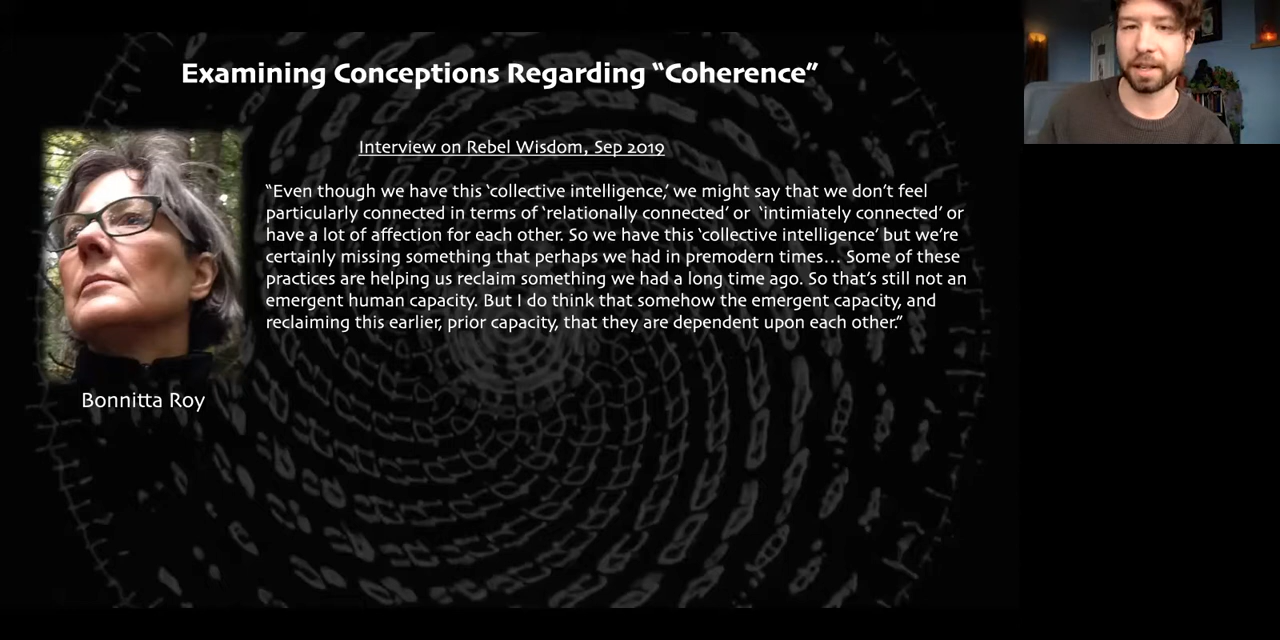 Examining Conceptions Regarding “Coherence”
Interview on Rebel Wisdom, Sep 2019
“Even though we have this ‘collective intelligence,’ we might say that we don’t feel
particularly connected in terms of ‘relationally connected’ or ‘intimiately connected’ or
have a lot of affection for each other. So we have this ‘collective intelligence’ but we’re
certainly missing something that perhaps we had in premodern times… Some of these
practices are helping us reclaim something we had a long time ago. So that’s still not an
emergent human capacity. But I do think that somehow the emergent capacity, and
reclaiming this earlier, prior capacity, that they are dependent upon each other.”
Bonnitta Roy